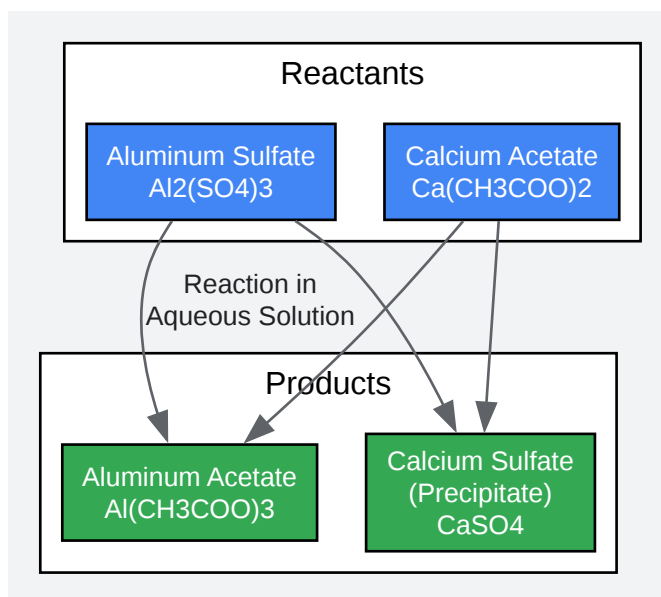 Reactants
Aluminum Sulfate
Al2(SO4)3
Calcium Acetate
Ca(CH3COO)2
Reaction in
Aqueous Solution
Products
Aluminum Acetate
Al(CH3COO)3
Calcium Sulfate
(Precipitate)
CaSO4